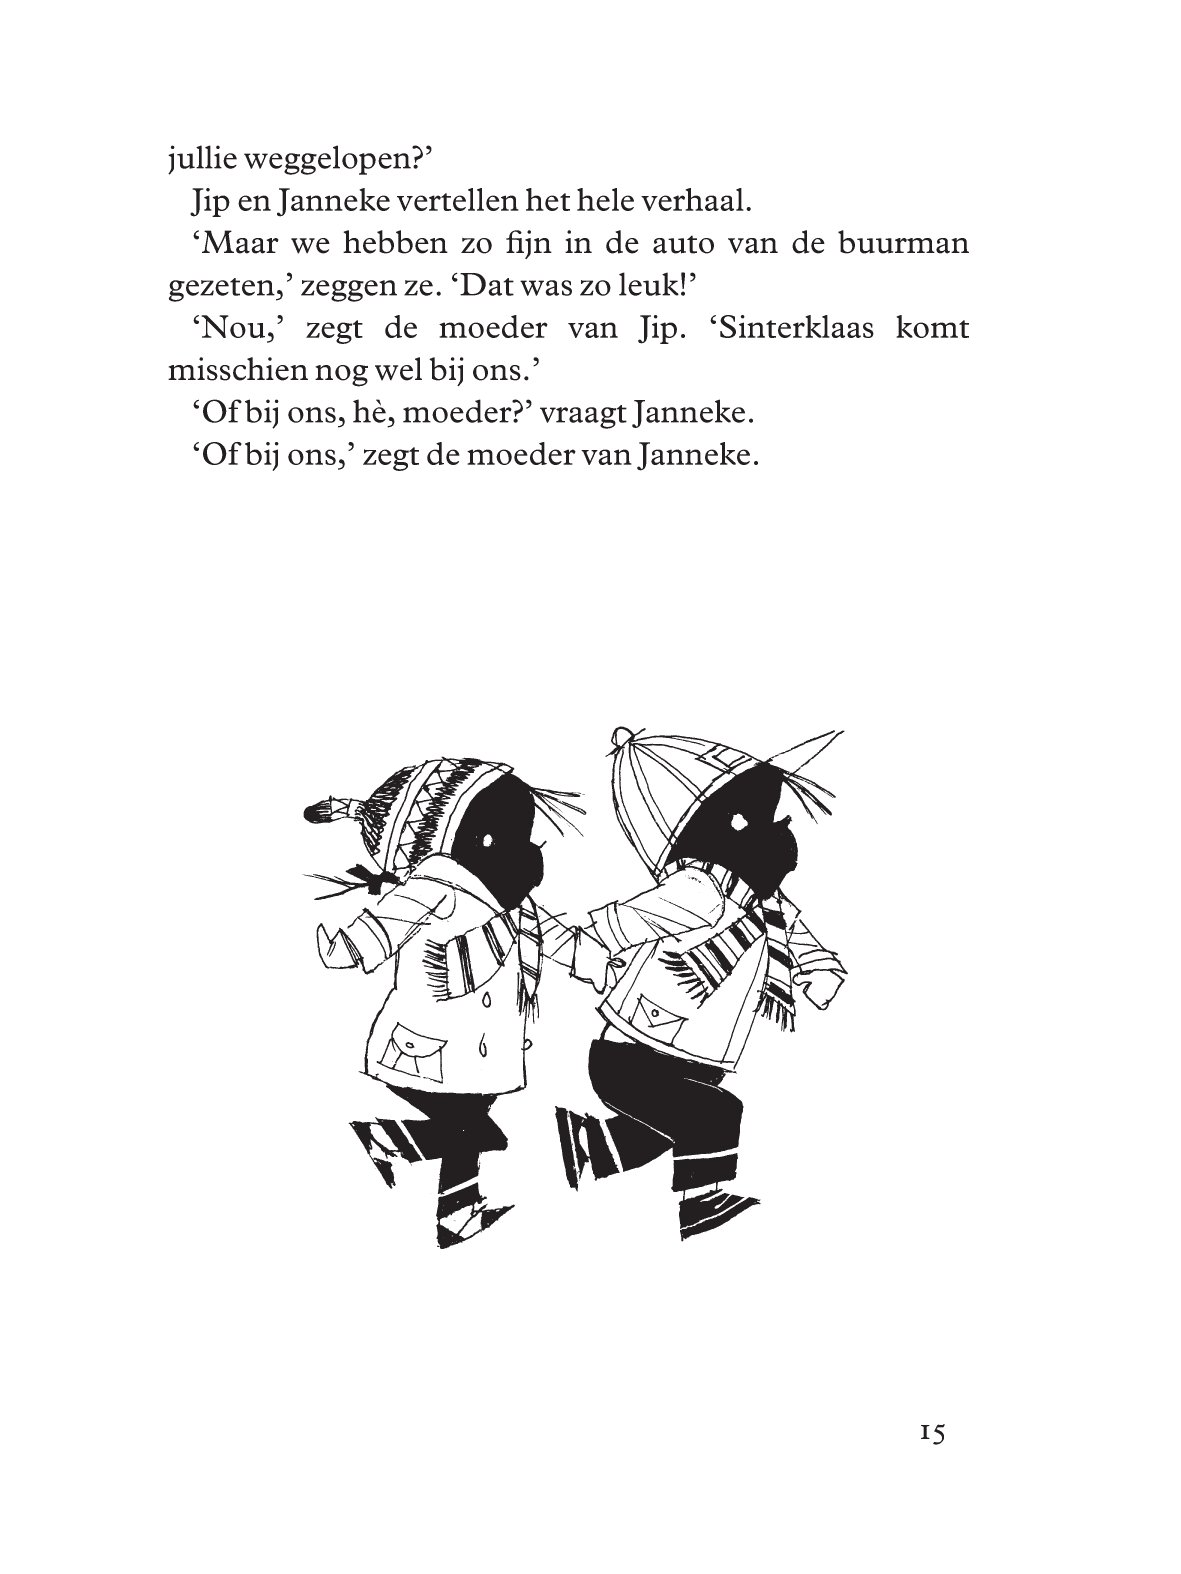 jullie weggelopen?’
Jip en Janneke vertellen het hele verhaal.
‘Maar we hebben zo fijn in de auto van de buurman
gezeten,’ zeggen ze. ‘Dat was zo leuk!’
‘Nou,’ zegt de moeder van Jip. ‘Sinterklaas komt
misschien nog wel bij ons.’
‘Of bij ons, hè, moeder?’ vraagt Janneke.
‘Of bij ons,’ zegt de moeder van Janneke.
15